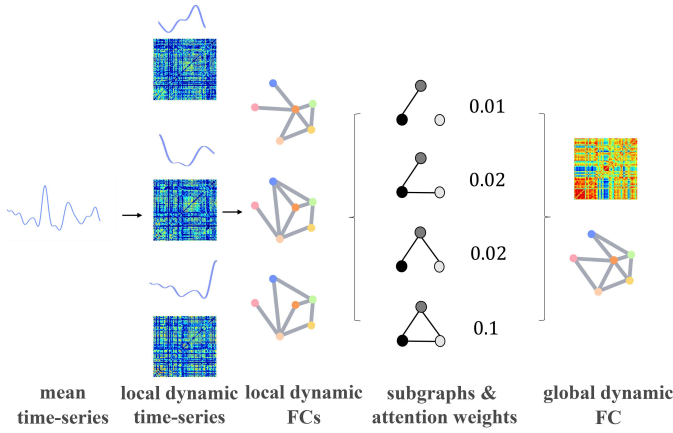 0.01
0.02
0.02
0.1
mean
time-series
local dynamic
time-series
local dynamic
FCs
subgraphs &
attention weights
global dynamic
FC